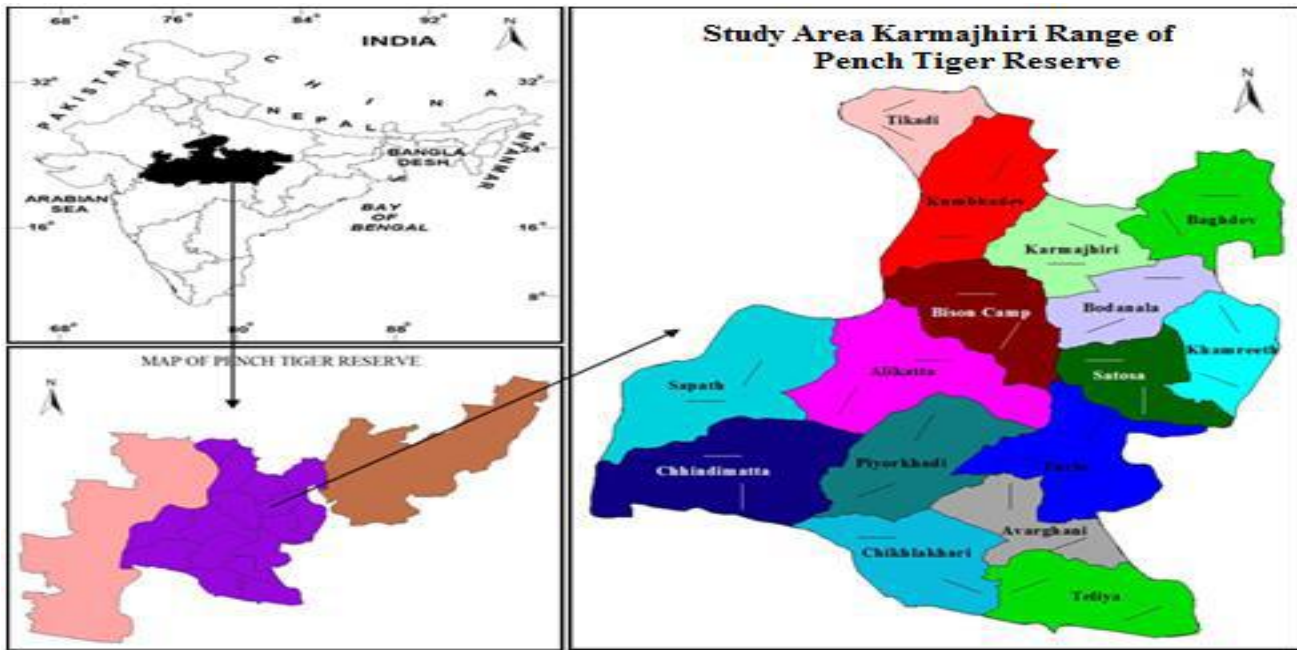 68° 76° 84° 92°
INDIA N
32° CHINA 32°
PAKISTAN
NEPAL
BANGLA
DESH
MYANMAR
24°
ARABIAN
SEA
BAY
OF
BENGAL
16° 16°
8°
68° 80° 88°
MAP OF PENCH TIGER RESERVE
N
Study Area Karmajhiri Range of
Pench Tiger Reserve
N
Tikadi
Kumbhadev
Baghdev
Karmajhiri
Bodanala
Bison Camp
Khamreeth
Alikatta
Satosa
Sapath
Chhindimatta
Piyorkhadi
Avarghani
Chikhlakhari
Teliya